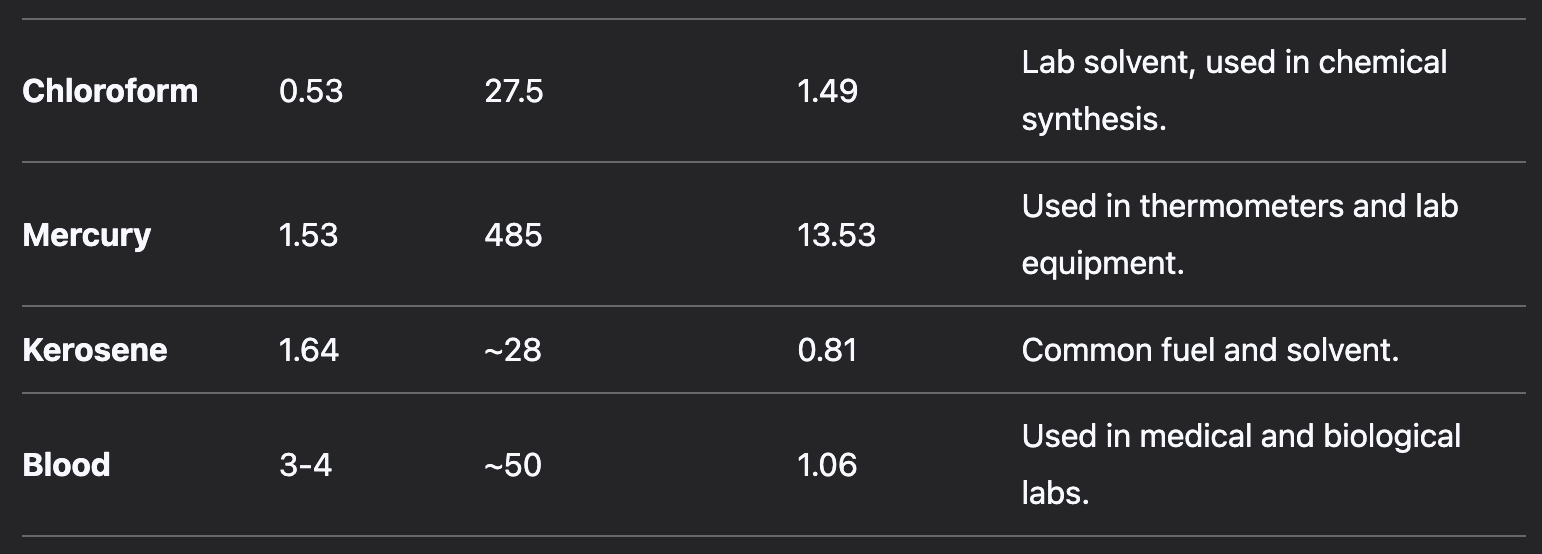 Chloroform 0.53 27.5 1.49 Lab solvent, used in chemical
synthesis.
Mercury 1.53 485 13.53 Used in thermometers and lab
equipment.
Kerosene 1.64 ~28 0.81 Common fuel and solvent.
Blood 3-4 ~50 1.06 Used in medical and biological
labs.